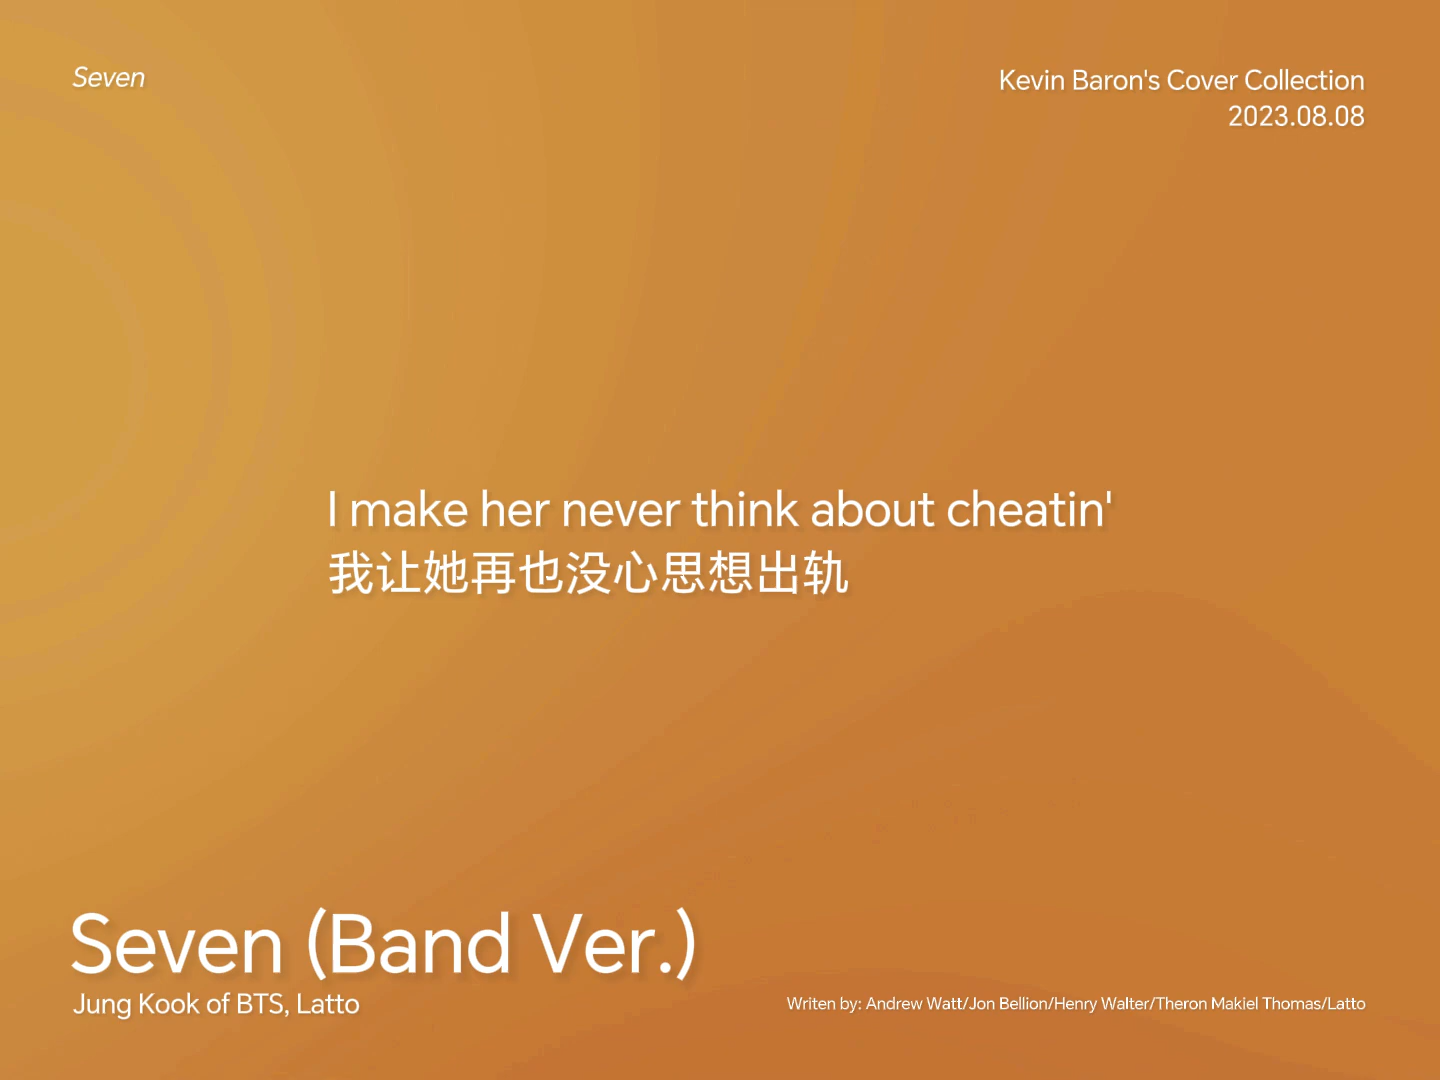 Seven
Kevin Baron's Cover Collection
2023.08.08
I make her never think about cheatin'
我让她再也没心思想出轨
Seven (Band Ver.)
Jung Kook of BTS, Latto
Writen by: Andrew Watt/Jon Bellion/Henry Walter/Theron Makiel Thomas/Latto